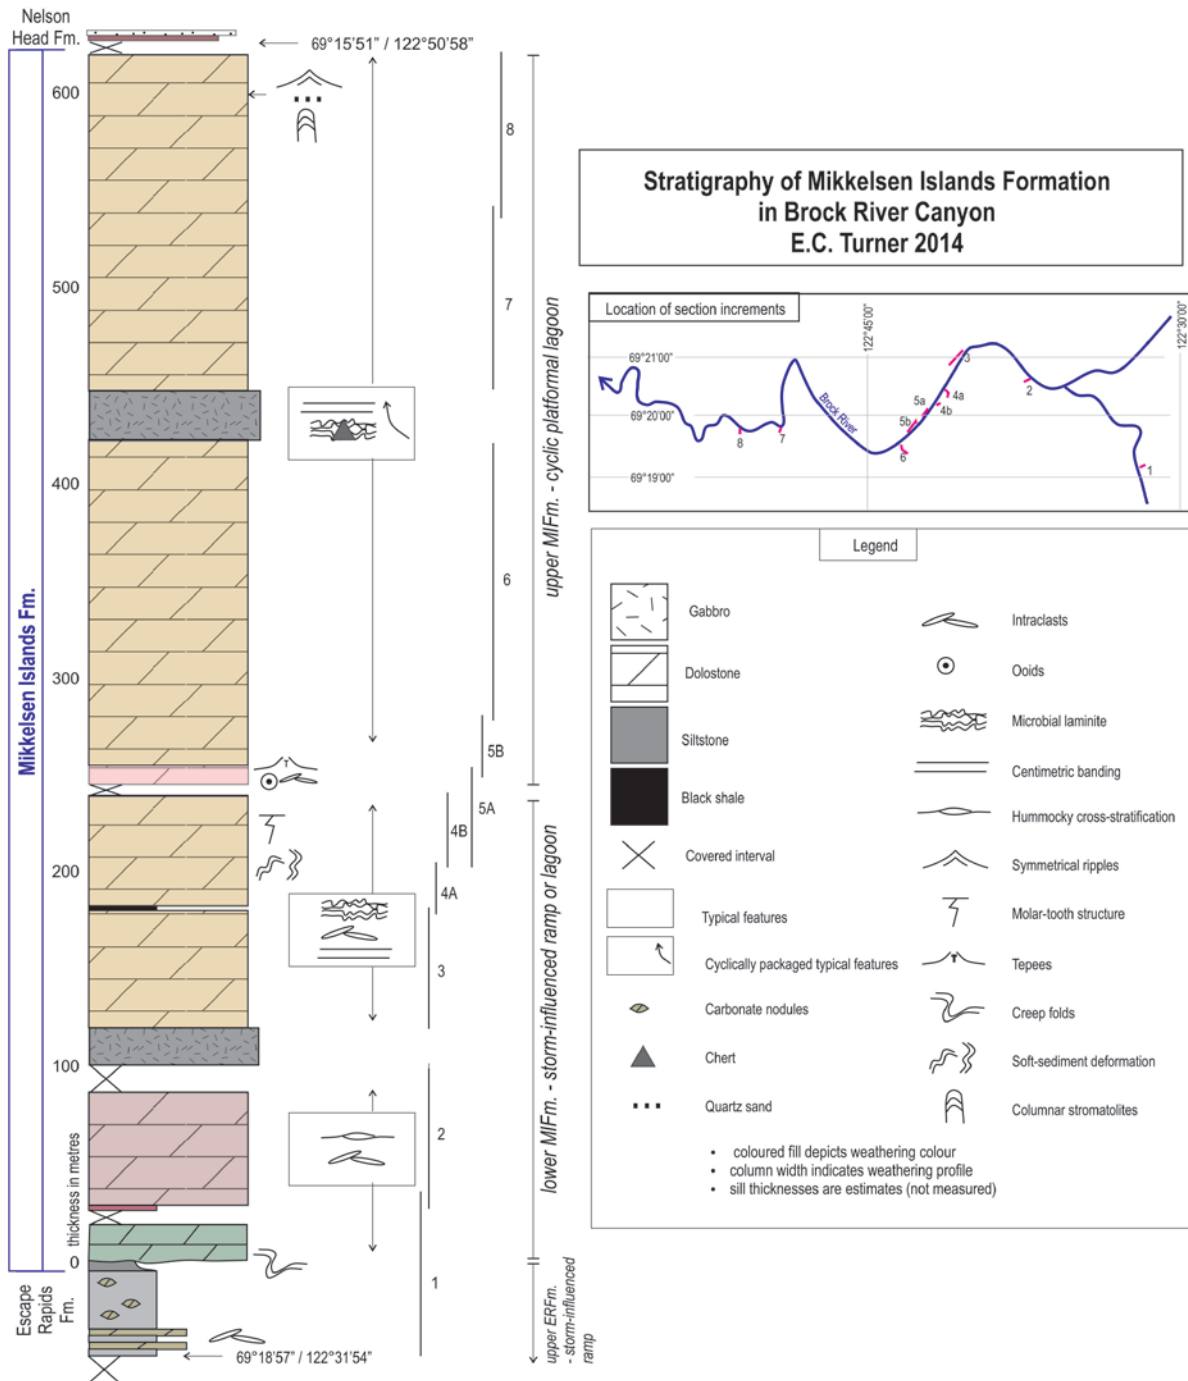 Nelson
Head Fm.
69°15'51" / 122°50'58"
600
500
400
300
200
100
0
thickness in metres
Mikkelsen Islands Fm.
Escape
Rapids
Fm.
69°18'57" / 122°31'54"
8
7
6
5B
5A
4B
4A
3
2
1
upper MIFm. - cyclic platformal lagoon
lower MIFm. - storm-influenced ramp or lagoon
upper ERFm.
- storm-influenced
ramp
T
Stratigraphy of Mikkelsen Islands Formation
in Brock River Canyon
E.C. Turner 2014
Location of section increments
122°45'00"
122°30'00"
69°21'00"
69°20'00"
69°19'00"
Brock River
3
2
4a
5a
4b
5b
6
7
8
1
Legend
Gabbro
Dolostone
Siltstone
Black shale
Covered interval
Typical features
Cyclically packaged typical features
Carbonate nodules
Chert
Quartz sand
Intraclasts
Ooids
Microbial laminite
Centimetric banding
Hummocky cross-stratification
Symmetrical ripples
Molar-tooth structure
T
Tepees
Creep folds
Soft-sediment deformation
Columnar stromatolites
• coloured fill depicts weathering colour
• column width indicates weathering profile
• sill thicknesses are estimates (not measured)